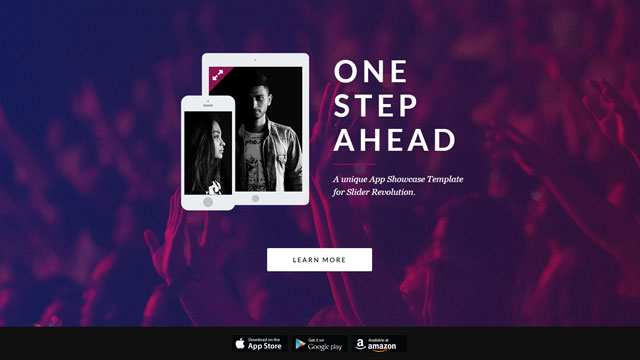 ONE
STEP
AHEAD
A unique App Showcase Template
for Slider Revolution.
LEARN MORE
Download on the
App Store
Get it on
Google play
Available at
amazon